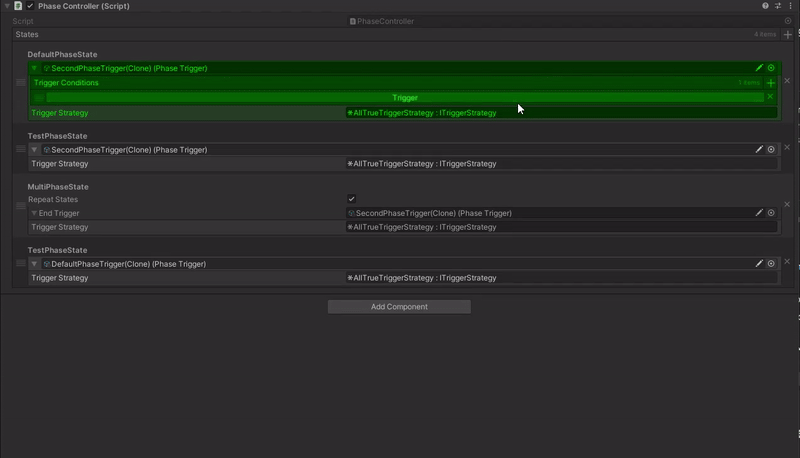 Phase Controller (Script)
Script
PhaseController
States
4 items
DefaultPhaseState
SecondPhaseTrigger(Clone) (Phase Trigger)
Trigger Conditions
1 items
Trigger
Trigger Strategy
AllTrueTriggerStrategy : ITriggerStrategy
TestPhaseState
SecondPhaseTrigger(Clone) (Phase Trigger)
Trigger Strategy
AllTrueTriggerStrategy : ITriggerStrategy
MultiPhaseState
Repeat States
End Trigger
SecondPhaseTrigger(Clone) (Phase Trigger)
Trigger Strategy
AllTrueTriggerStrategy : ITriggerStrategy
TestPhaseState
DefaultPhaseTrigger(Clone) (Phase Trigger)
Trigger Strategy
AllTrueTriggerStrategy : ITriggerStrategy
Add Component